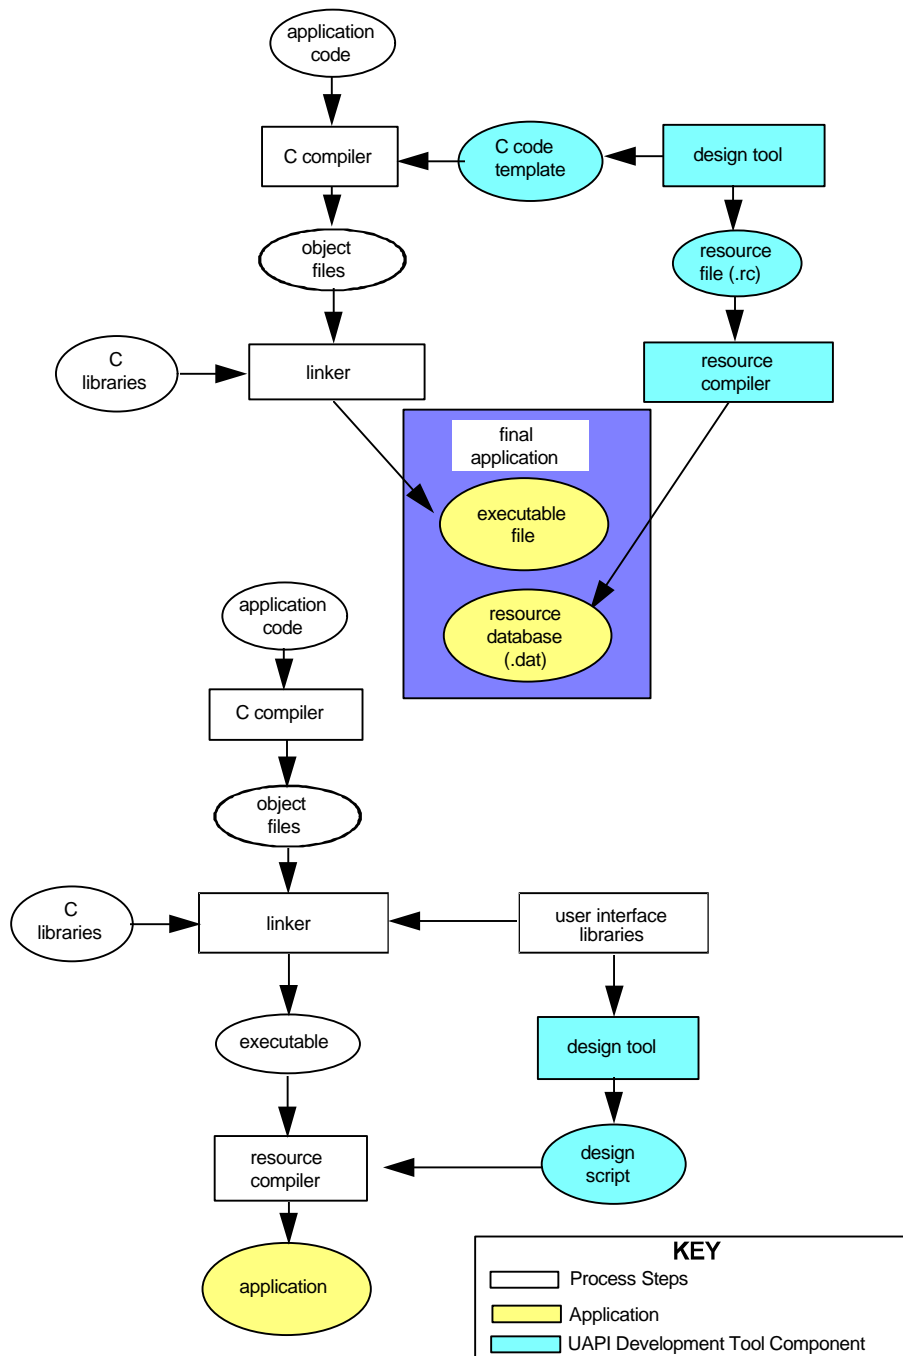 application
code
C compiler
C code
template
design tool
object
files
resource
file (.rc)
C
libraries
linker
resource
compiler
final
application
executable
file
resource
database
(.dat)
application
code
C compiler
object
files
C
libraries
linker
user interface
libraries
executable
design tool
resource
compiler
design
script
application
KEY
Process Steps
Application
UAPI Development Tool Component